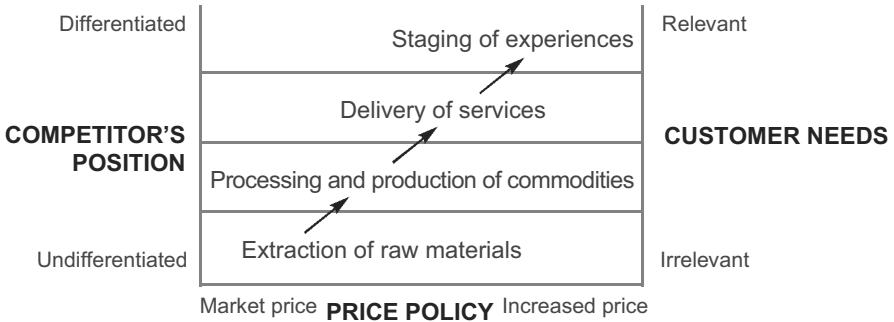 Differentiated
Staging of experiences
Relevant
Delivery of services
COMPETITOR’S
POSITION
CUSTOMER NEEDS
Processing and production of commodities
Extraction of raw materials
Undifferentiated
Irrelevant
Market price PRICE POLICY Increased price